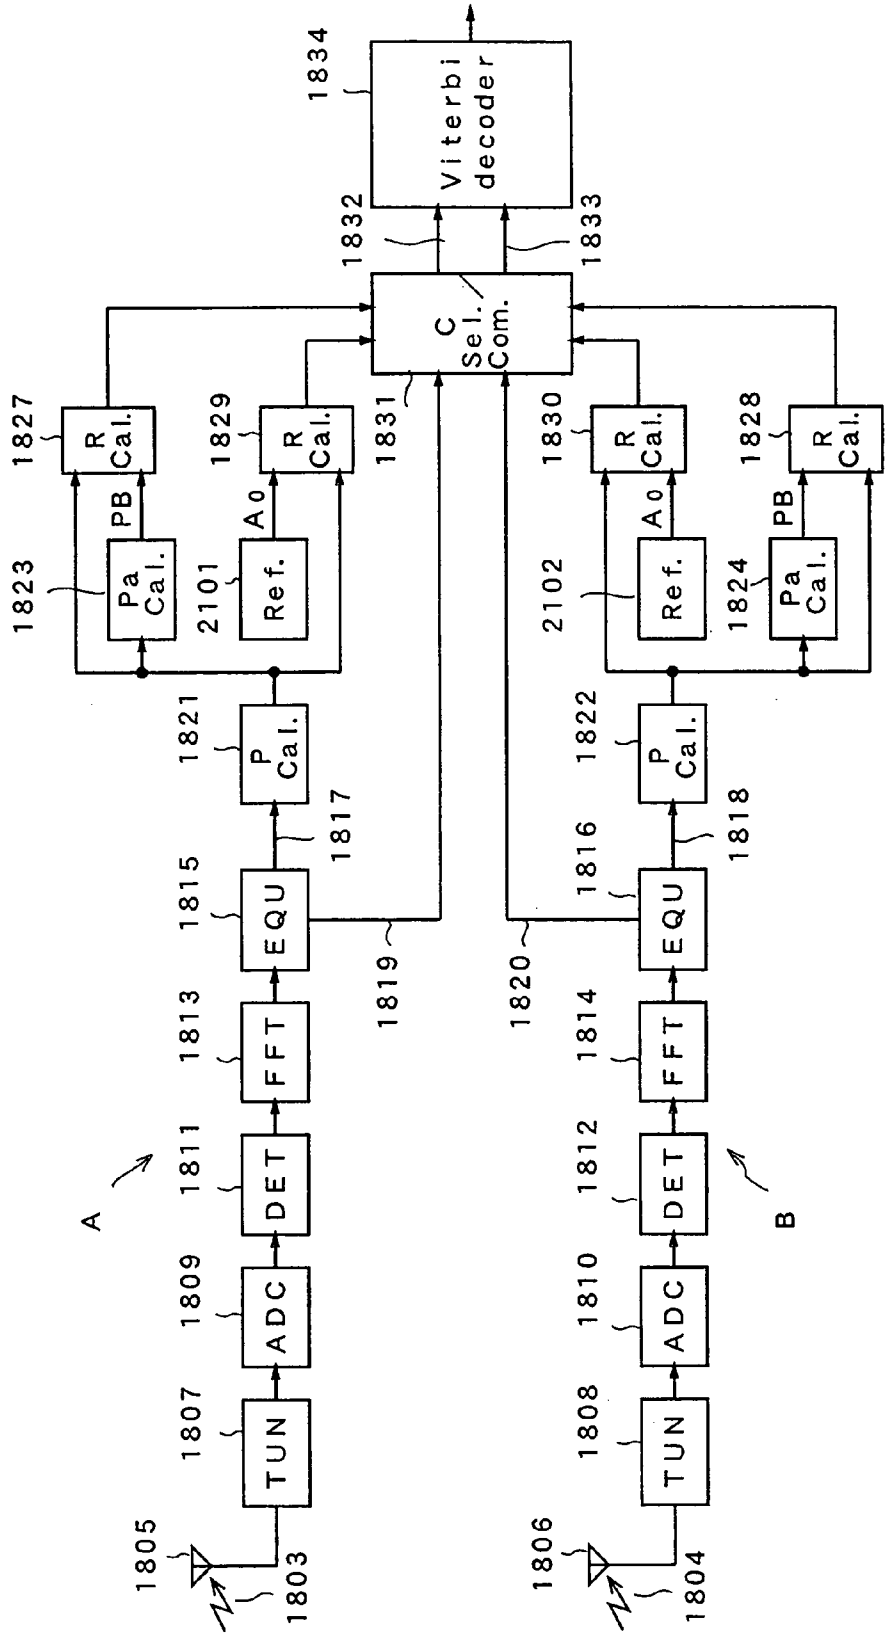 1805
1803
A
1807
TUN
1809
ADC
1811
DET
1813
FFT
1815
EQU
1817
1819
1821
P
Cal.
1823
Pa
Cal.
PB
1827
R
Cal.
2101
Ref.
A0
1829
R
Cal.
1831
C
Sel.
Com.
1832
1833
1834
Viterbi
decoder
1806
1804
B
1808
TUN
1810
ADC
1812
DET
1814
FFT
1816
EQU
1818
1820
1822
P
Cal.
2102
Ref.
A0
1830
R
Cal.
1824
Pa
Cal.
PB
1828
R
Cal.